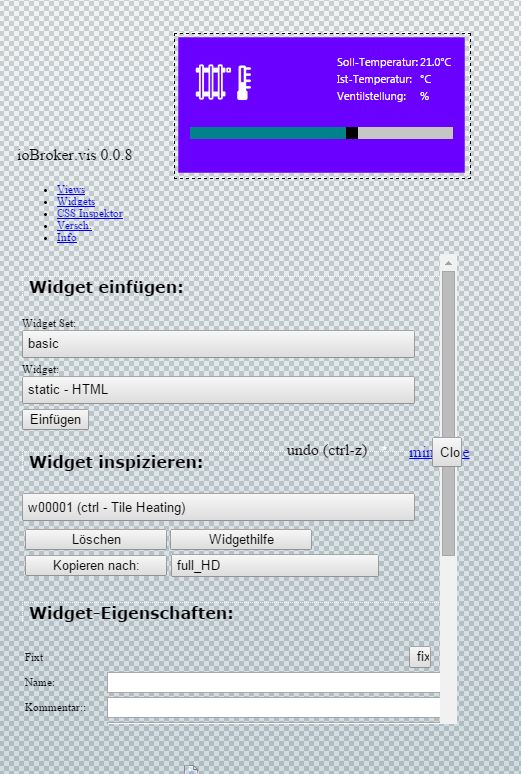 Soll-Temperatur: 21.0°C
Ist-Temperatur: °C
Ventilstellung: %
ioBroker.vis 0.0.8
Views
Widgets
CSS Inspektor
Versch.
Info
Widget einfügen:
Widget Set:
basic
Widget:
static - HTML
Einfügen
undo (ctrl-z)
Clo
Widget inspizieren:
w00001 (ctrl - Tile Heating)
Löschen Widgethilfe
Kopieren nach: full_HD
Widget-Eigenschaften:
Fixt fix
Name:
Kommentar::